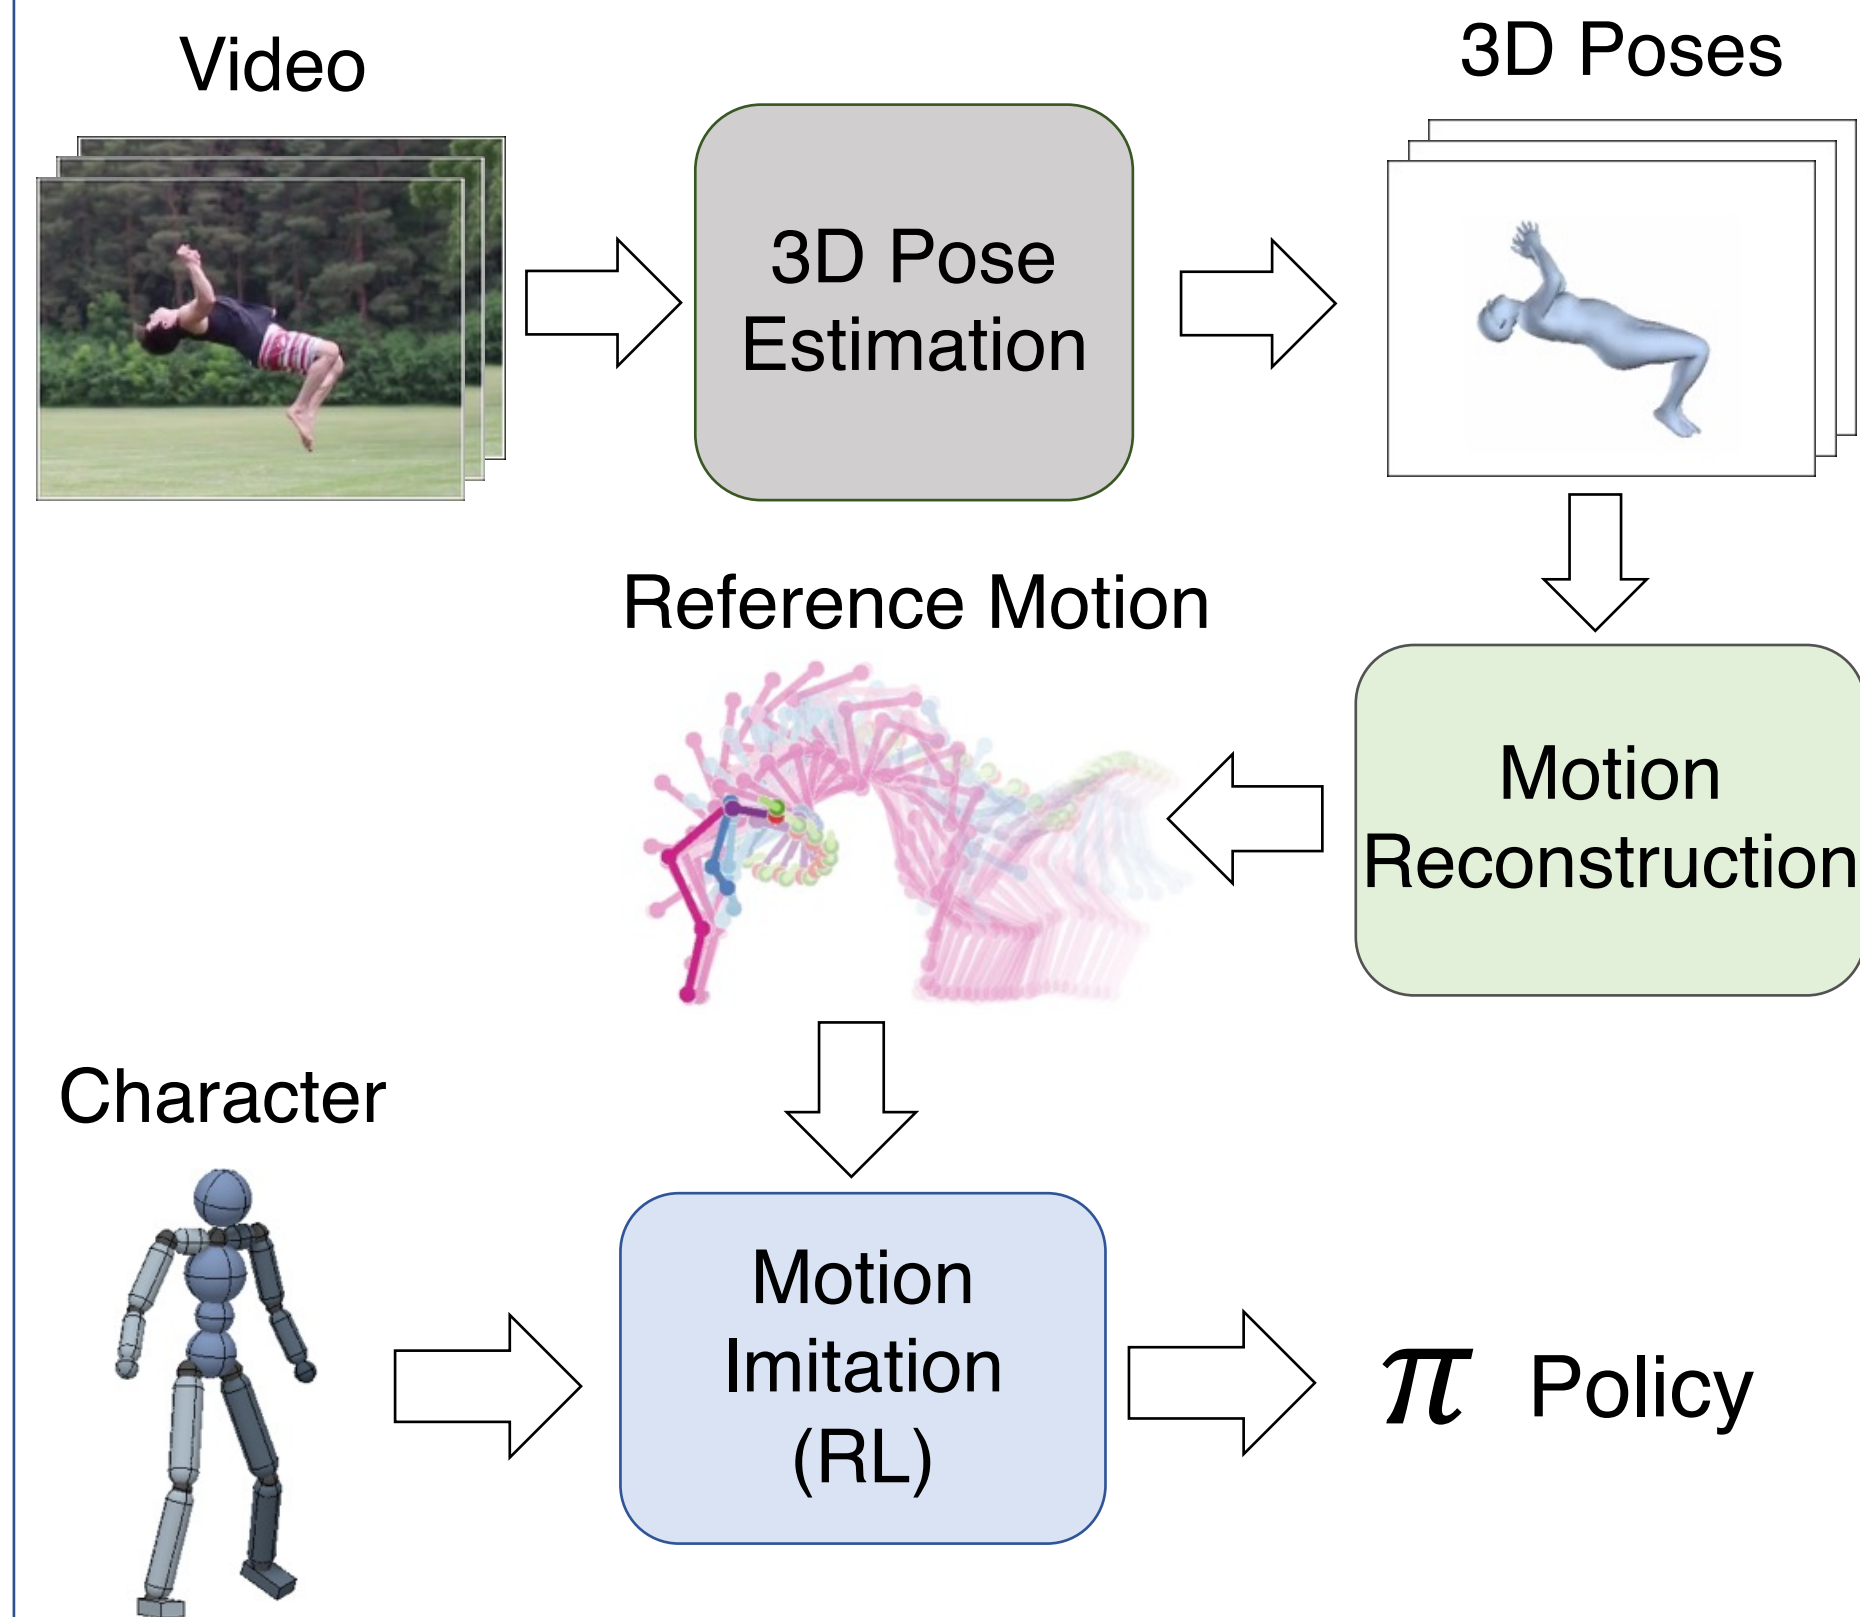 Video
3D Poses
3D Pose
Estimation
Reference Motion
Motion
Reconstruction
Character
Motion
Imitation
(RL)
π Policy